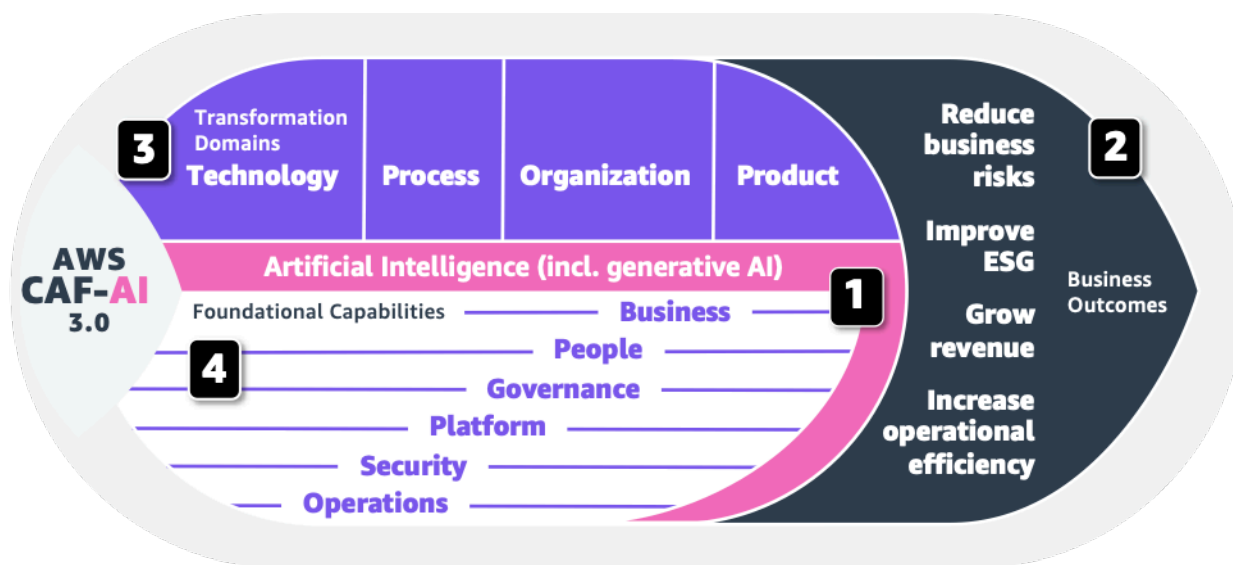 AWS
CAF-AI
3.0
3
Transformation
Domains
Technology
Process
Organization
Product
Artificial Intelligence (incl. generative AI)
1
Foundational Capabilities
Business
4
People
Governance
Platform
Security
Operations
2
Reduce
business
risks
Improve
ESG
Grow
revenue
Increase
operational
efficiency
Business
Outcomes